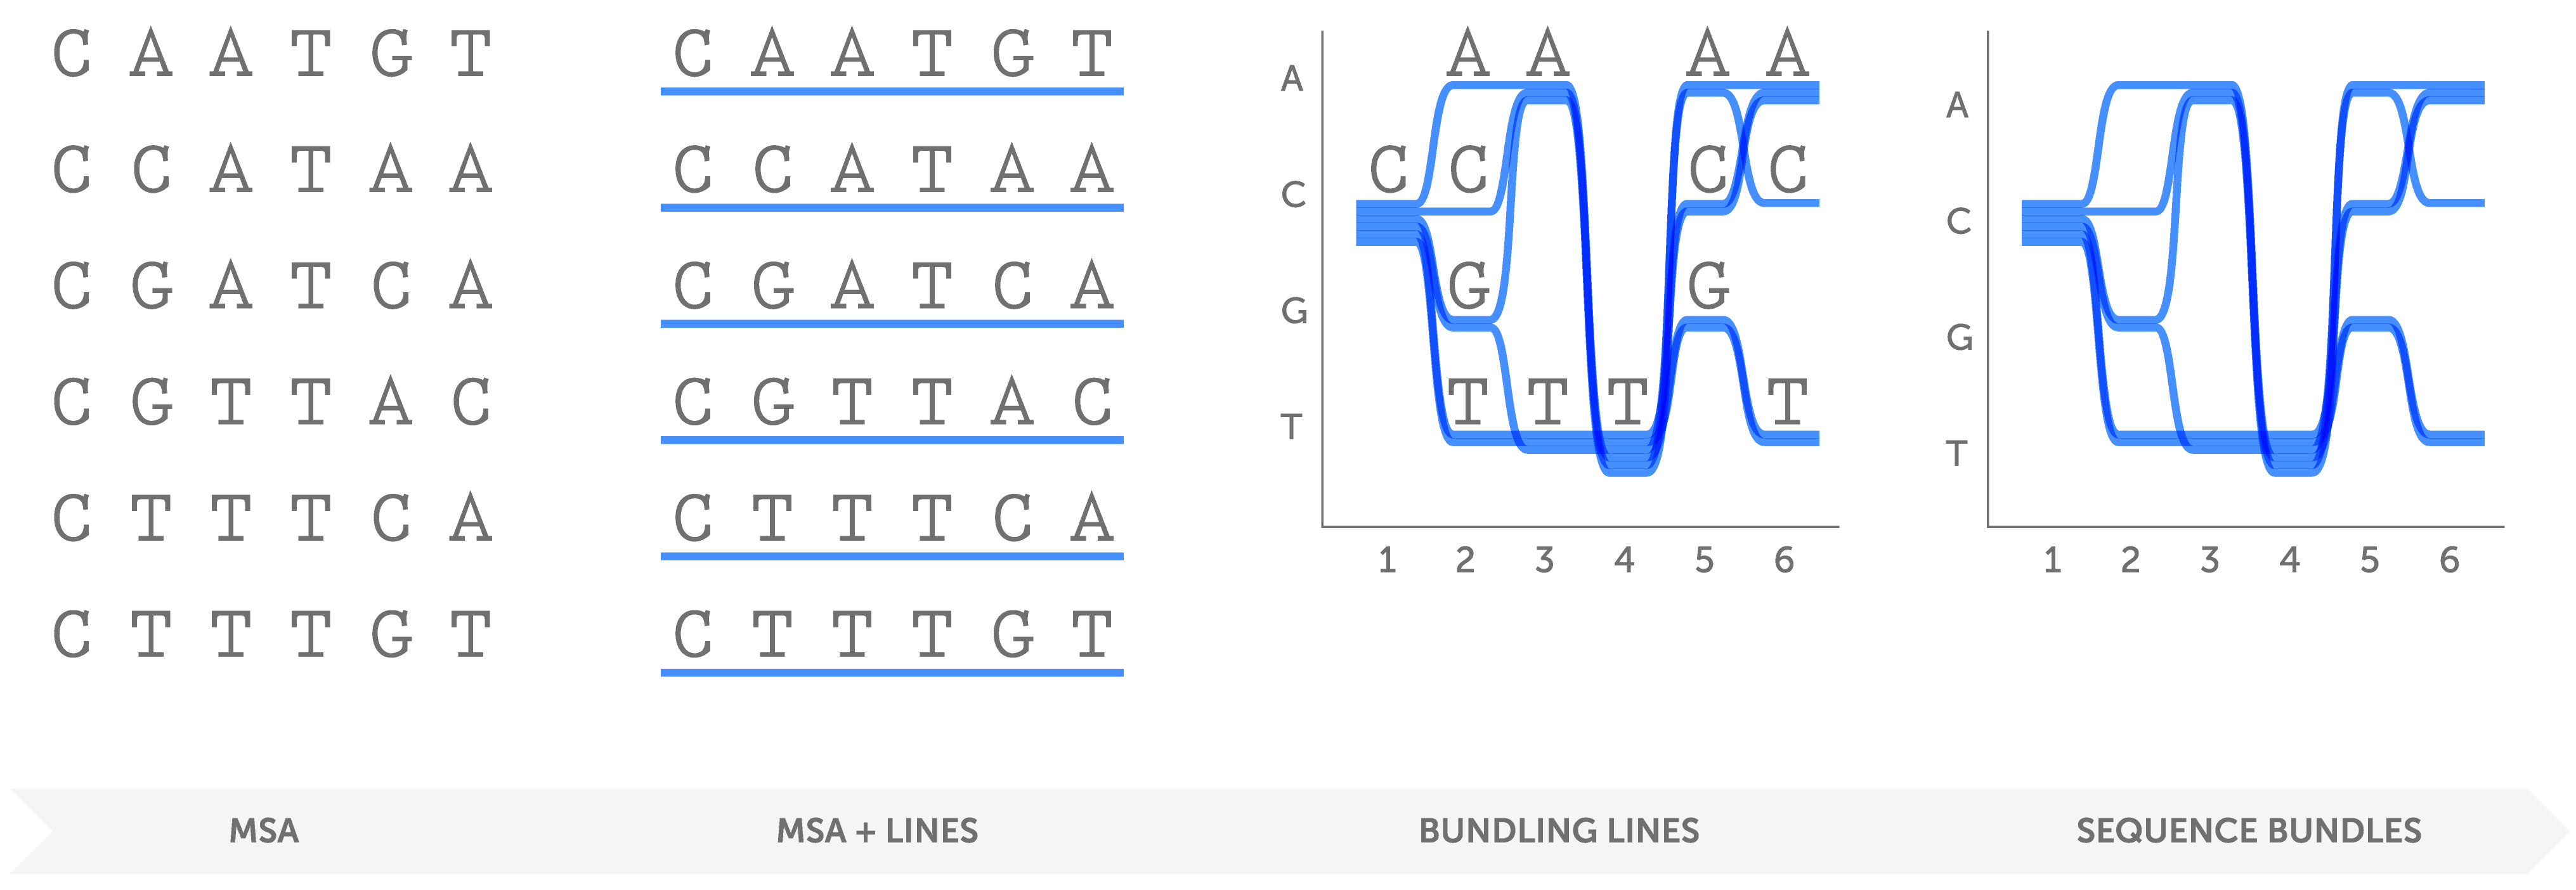 C A A T G T
C C A T A A
C G A T C A
C G T T A C
C T T T C A
C T T T G T
C A A T G T
C C A T A A
C G A T C A
C G T T A C
C T T T C A
C T T T G T
A A A A A
C C C C C
G G G
T T T T T
1 2 3 4 5 6
A
C
G
T
1 2 3 4 5 6
MSA
MSA + LINES
BUNDLING LINES
SEQUENCE BUNDLES